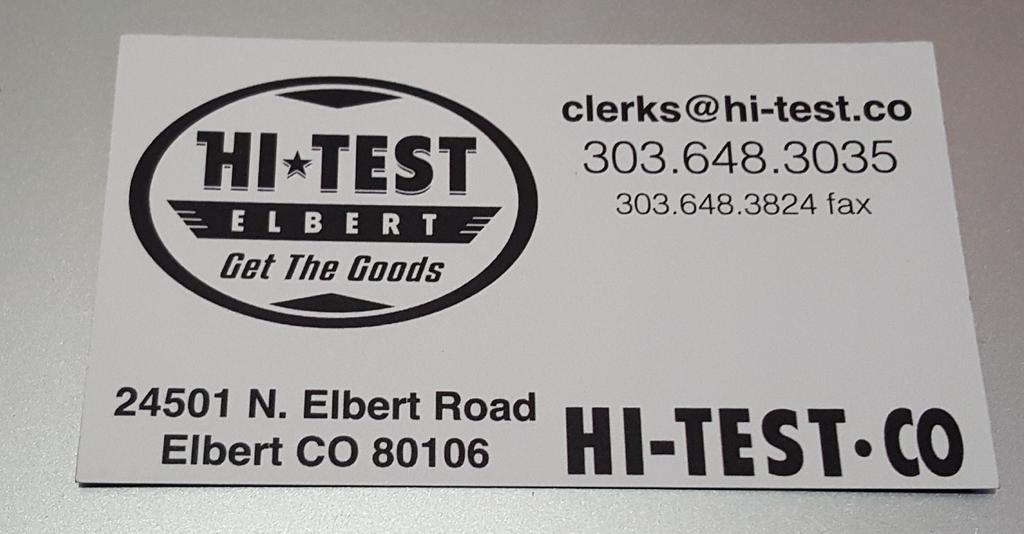 HI★TEST
ELBERT
Get The Goods
clerks@hi-test.co
303.648.3035
303.648.3824 fax
24501 N. Elbert Road
Elbert CO 80106
HI-TEST·CO